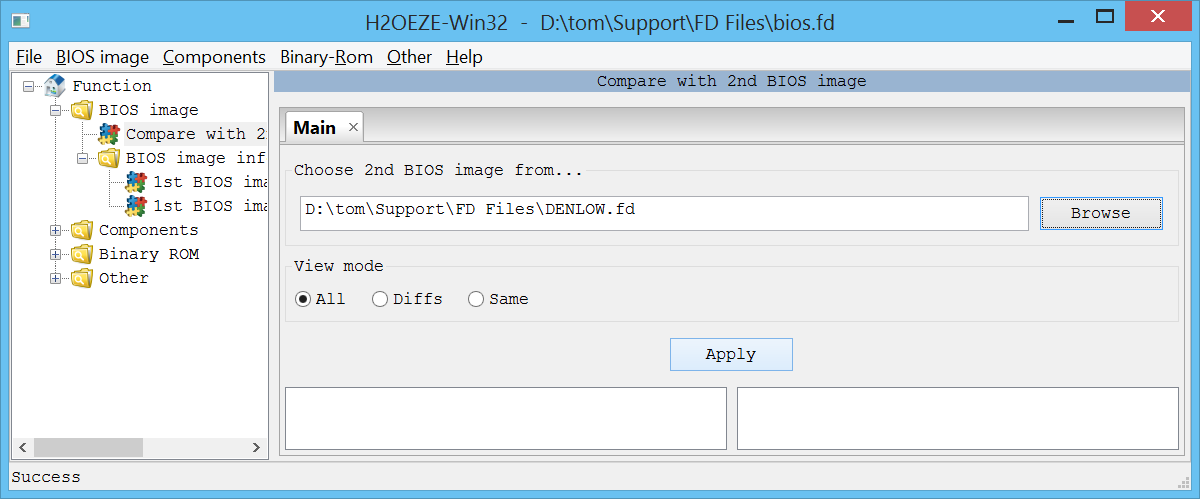 H2OEZE-Win32 - D:\tom\Support\FD Files\bios.fd
File BIOS image Components Binary-Rom Other Help
Function
BIOS image
Compare with 2
BIOS image inf
1st BIOS ima
1st BIOS ima
Components
Binary ROM
Other
Compare with 2nd BIOS image
Main
Choose 2nd BIOS image from...
D:\tom\Support\FD Files\DENLOW.fd
Browse
View mode
All Diffs Same
Apply
Success